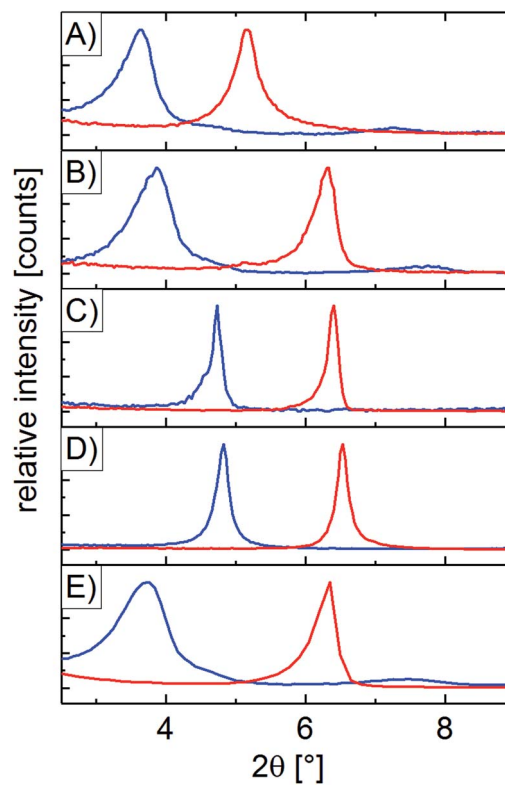 A)
B)
C)
D)
E)
relative intensity [counts]
4 6 8
2θ [°]